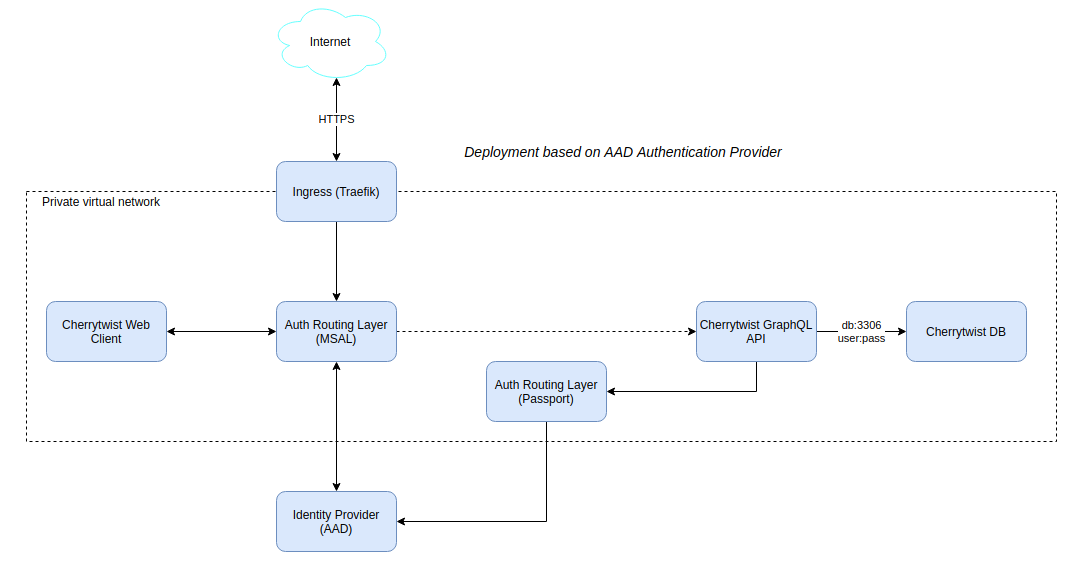 Internet
HTTPS
Deployment based on AAD Authentication Provider
Ingress (Traefik)
Private virtual network
Cherrytwist Web
Client
Auth Routing Layer
(MSAL)
Cherrytwist GraphQL
API
db:3306
user:pass
Cherrytwist DB
Auth Routing Layer
(Passport)
Identity Provider
(AAD)